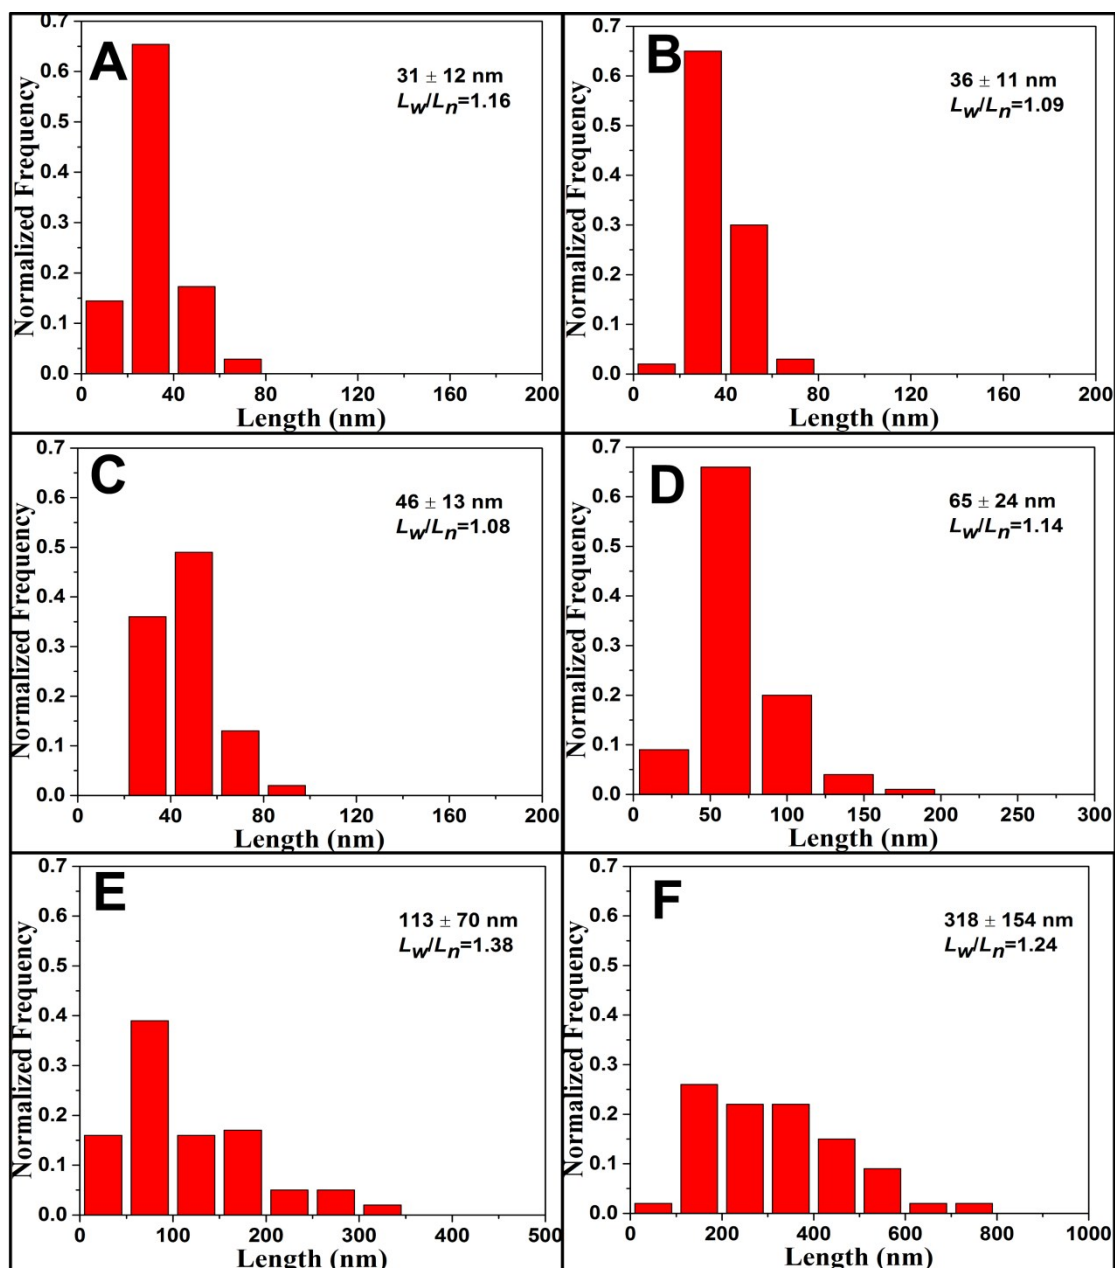 A
31 ± 12 nm
Lw/Ln=1.16
Normalized Frequency
0.7
0.6
0.5
0.4
0.3
0.2
0.1
0.0
0 40 80 120 160 200
Length (nm)
B
36 ± 11 nm
Lw/Ln=1.09
Normalized Frequency
0.7
0.6
0.5
0.4
0.3
0.2
0.1
0.0
0 40 80 120 160 200
Length (nm)
C
46 ± 13 nm
Lw/Ln=1.08
Normalized Frequency
0.7
0.6
0.5
0.4
0.3
0.2
0.1
0.0
0 40 80 120 160 200
Length (nm)
D
65 ± 24 nm
Lw/Ln=1.14
Normalized Frequency
0.7
0.6
0.5
0.4
0.3
0.2
0.1
0.0
0 50 100 150 200 250 300
Length (nm)
E
113 ± 70 nm
Lw/Ln=1.38
Normalized Frequency
0.7
0.6
0.5
0.4
0.3
0.2
0.1
0.0
0 100 200 300 400 500
Length (nm)
F
318 ± 154 nm
Lw/Ln=1.24
Normalized Frequency
0.7
0.6
0.5
0.4
0.3
0.2
0.1
0.0
0 200 400 600 800 1000
Length (nm)